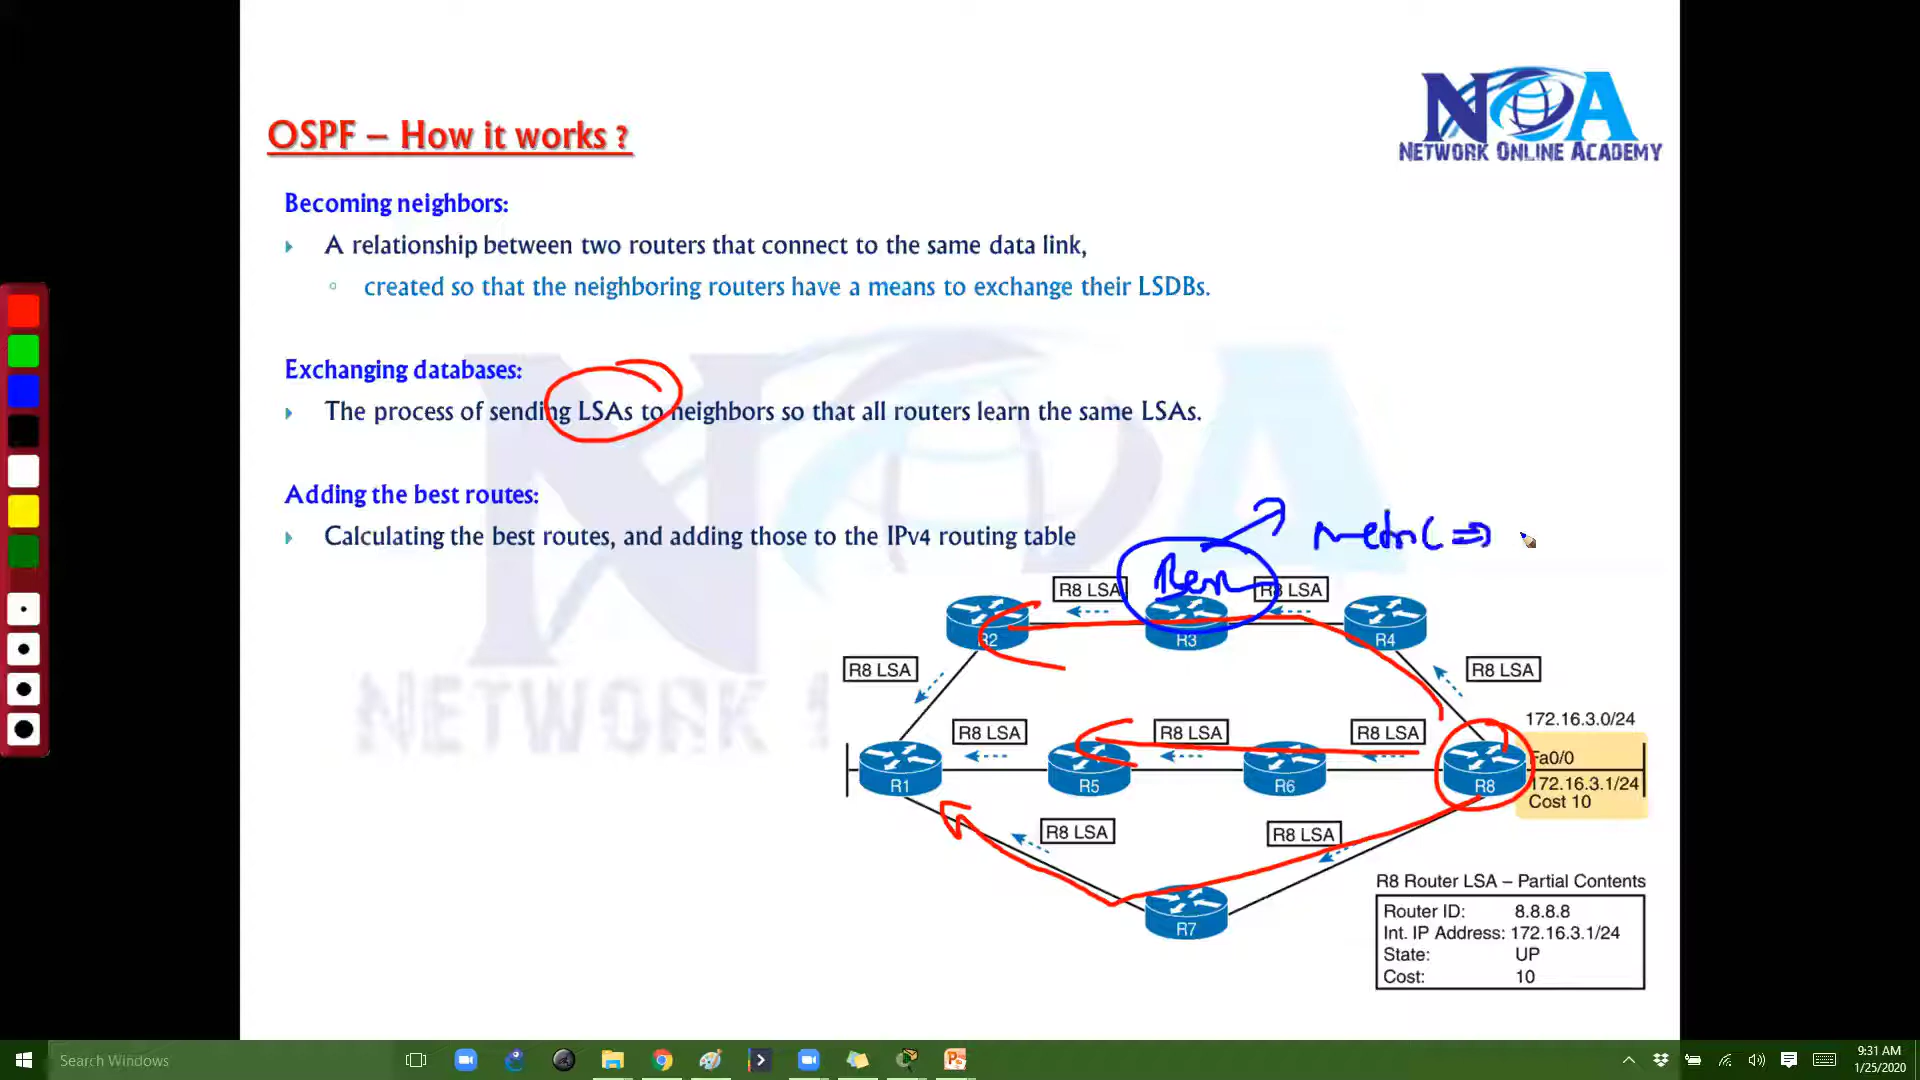 NOA
NETWORK ONLINE ACADEMY
OSPF – How it works ?
Becoming neighbors:
A relationship between two routers that connect to the same data link,
created so that the neighboring routers have a means to exchange their LSDBs.
Exchanging databases:
The process of sending LSAs to neighbors so that all routers learn the same LSAs.
Adding the best routes:
Calculating the best routes, and adding those to the IPv4 routing table
Metric =>
R8 LSA
R8 LSA
R2
R3
R4
R8 LSA
R8 LSA
172.16.3.0/24
R8 LSA
R8 LSA
R8 LSA
Fa0/0
R1
R5
R6
R8
172.16.3.1/24
Cost 10
R8 LSA
R8 LSA
R7
R8 Router LSA – Partial Contents
Router ID: 8.8.8.8
Int. IP Address: 172.16.3.1/24
State: UP
Cost: 10
NETWORK
Search Windows
9:31 AM
1/25/2020